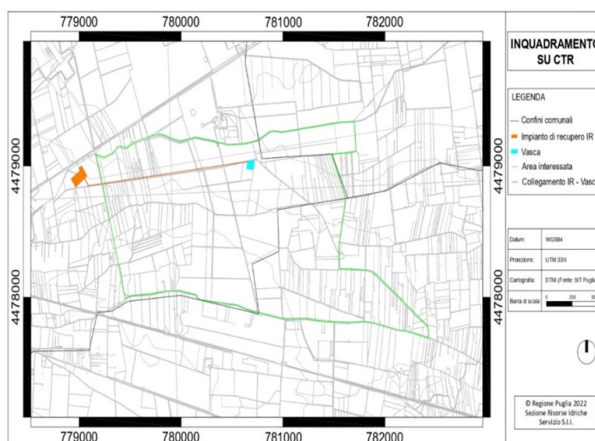 779000 780000 781000 782000
4479000
4478000
4479000
4478000
779000 780000 781000 782000
INQUADRAMENTO
SU CTR
LEGENDA
Confini comunali
Impianto di recupero IR
Vasca
Area interessata
Collegamento IR - Vasc
Datum: WGS84
Proiezione: UTM 33N
Cartografia: DTM (Fonte: SIT Puglia
Barra di scala: 0 250
© Regione Puglia 2022
Sezione Risorse Idriche
Servizio S.I.I.